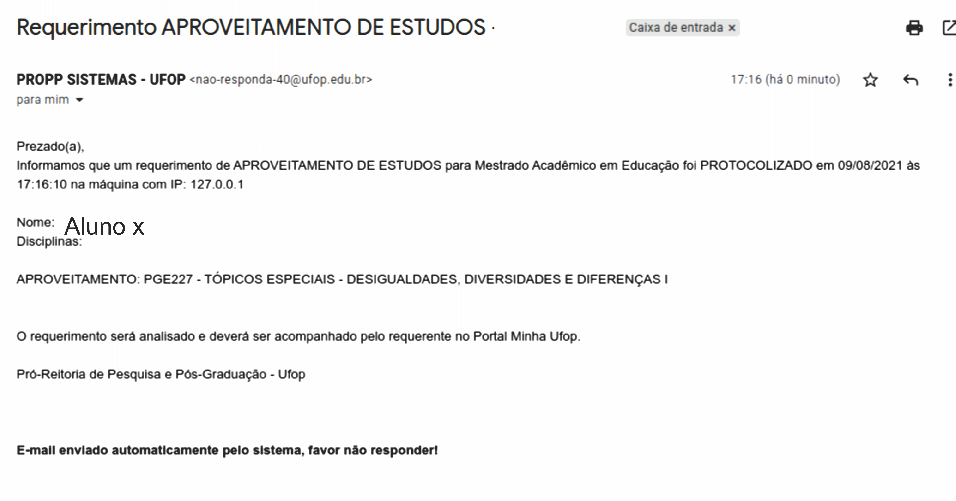 Requerimento APROVEITAMENTO DE ESTUDOS ·
Caixa de entrada ×
PROPP SISTEMAS - UFOP <nao-responda-40@ufop.edu.br>
17:16 (há 0 minuto)
para mim
Prezado(a),
Informamos que um requerimento de APROVEITAMENTO DE ESTUDOS para Mestrado Acadêmico em Educação foi PROTOCOLIZADO em 09/08/2021 às
17:16:10 na máquina com IP: 127.0.0.1
Nome: Aluno x
Disciplinas:
APROVEITAMENTO: PGE227 - TÓPICOS ESPECIAIS - DESIGUALDADES, DIVERSIDADES E DIFERENÇAS I
O requerimento será analisado e deverá ser acompanhado pelo requerente no Portal Minha Ufop.
Pró-Reitoria de Pesquisa e Pós-Graduação - Ufop
E-mail enviado automaticamente pelo sistema, favor não responder!